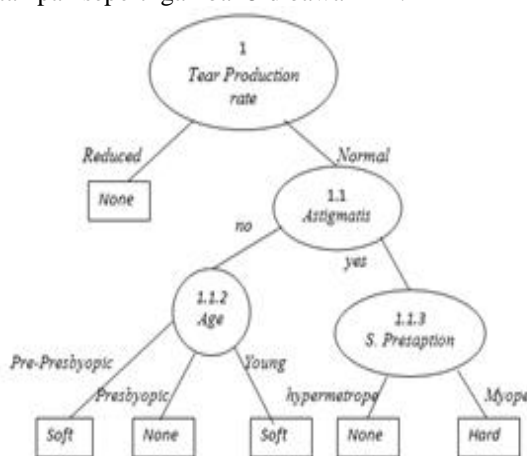 1
Tear Production
rate
Reduced
Normal
None
1.1
Astigmatis
no
yes
1.1.2
Age
1.1.3
S. Presaption
Pre-Presbyopic
Presbyopic
Young
hypermetrope
Myope
Soft
None
Soft
None
Hard